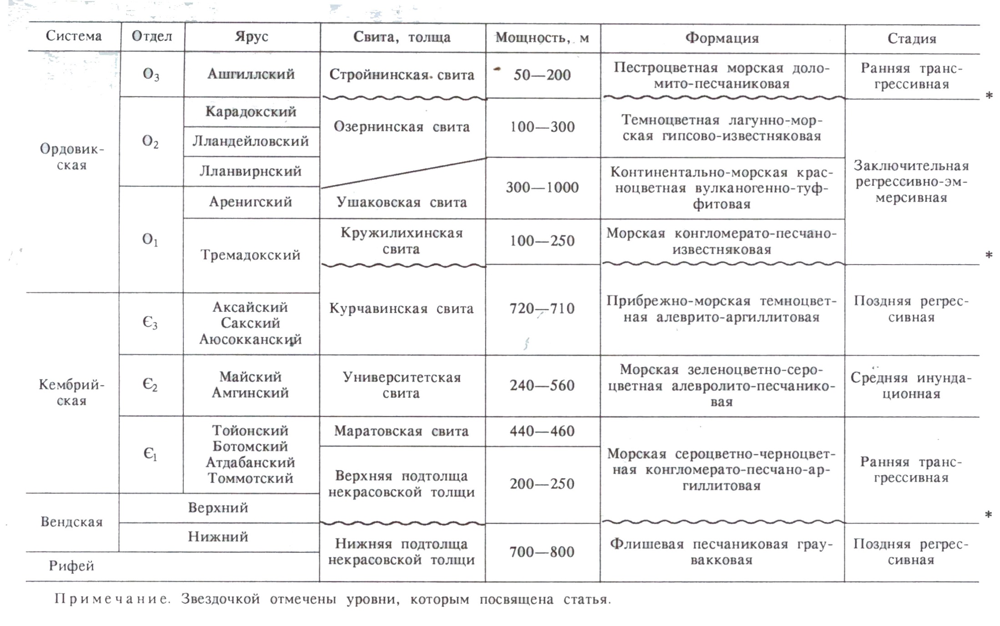 Система Отдел Ярус Свита, толща Мощность, м Формация Стадия
Ордовик-
ская
O3
Ашгиллский
Стройнинская свита
50—200
Пестроцветная морская доло-
мито-песчаниковая
Ранняя транс-
грессивная
*
O2
Карадокский
Лландейловский
Лланвирнский
Озернинская свита
100—300
Темноцветная лагунно-мор-
ская гипсово-известняковая
Заключительная
регрессивно-эм-
мерсивная
O1
Аренигский
Ушаковская свита
300—1000
Континентально-морская крас-
ноцветная вулканогенно-туф-
фитовая
Тремадокский
Кружилихинская
свита
100—250
Морская конгломерато-песчано-
известняковая
*
Кембрий-
ская
Є3
Аксайский
Сакский
Аюсокканский
Курчавинская свита
720—710
Прибрежно-морская темноцвет-
ная алеврито-аргиллитовая
Поздняя регрес-
сивная
Є2
Майский
Амгинский
Университетская
свита
240—560
Морская зеленоцветно-серо-
цветная алевролито-песчанико-
вая
Средняя инунда-
ционная
Є1
Тойонский
Ботомский
Атдабанский
Томмотский
Маратовская свита
440—460
Морская сероцветно-черноцвет-
ная конгломерато-песчано-ар-
гиллитовая
Ранняя транс-
грессивная
Верхняя подтолща
некрасовской толщи
200—250
*
Вендская
Верхний
Нижний
Нижняя подтолща
некрасовской толщи
700—800
Флишевая песчаниковая грау-
вакковая
Поздняя регрес-
сивная
Рифей
Примечание. Звездочкой отмечены уровни, которым посвящена статья.